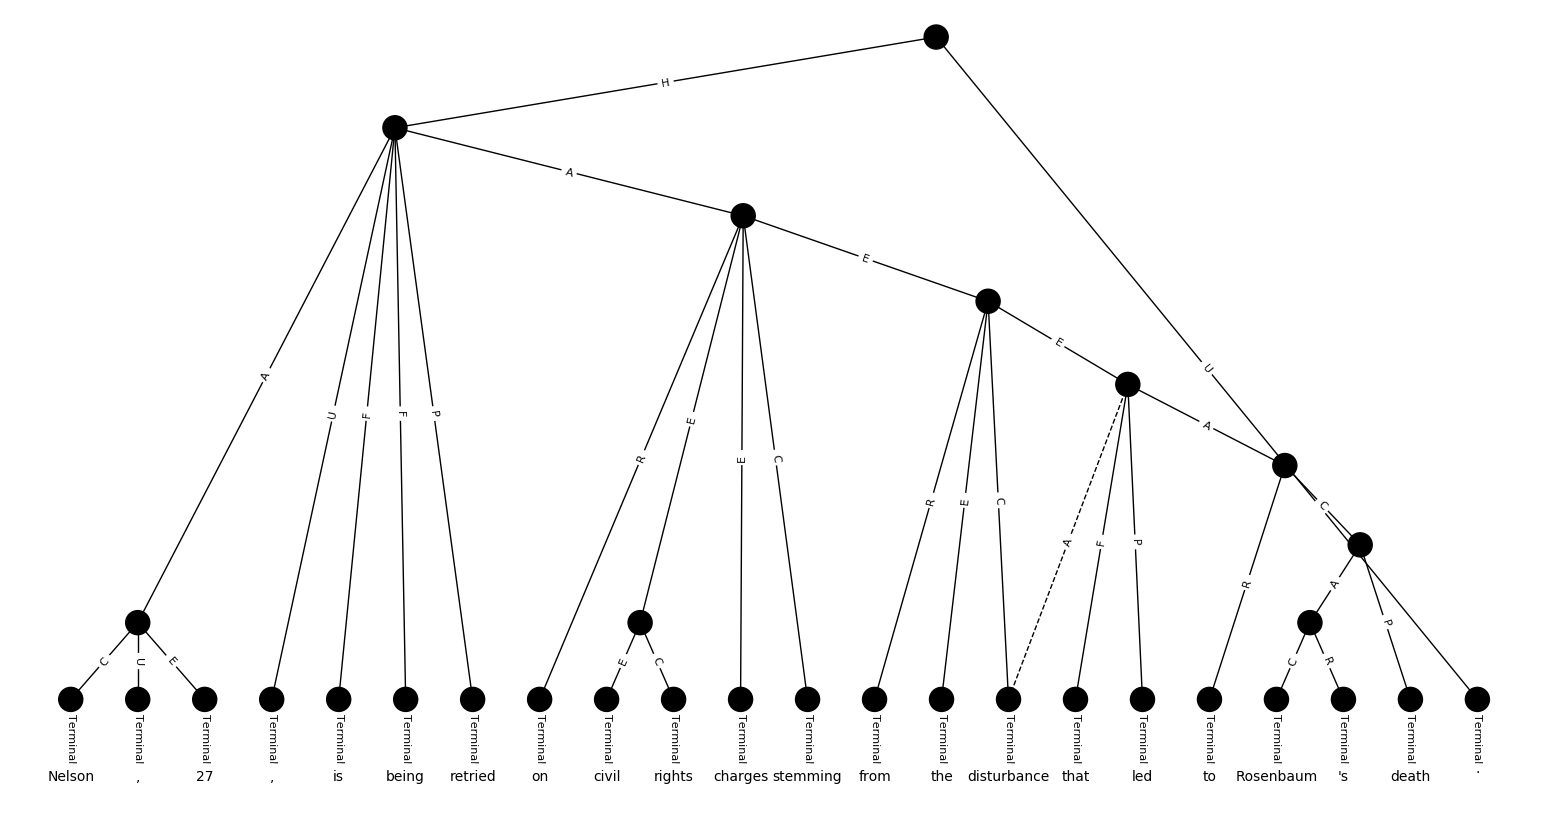 H
A
E
E
A
U
A
U
F
F
P
R
E
E
C
R
E
C
A
F
P
R
C
A
P
C
U
E
E
C
C
R
Terminal Terminal Terminal Terminal Terminal Terminal Terminal Terminal Terminal Terminal Terminal Terminal Terminal Terminal Terminal Terminal Terminal Terminal Terminal Terminal Terminal Terminal
Nelson , 27 , is being retried on civil rights charges stemming from the disturbance that led to Rosenbaum 's death .